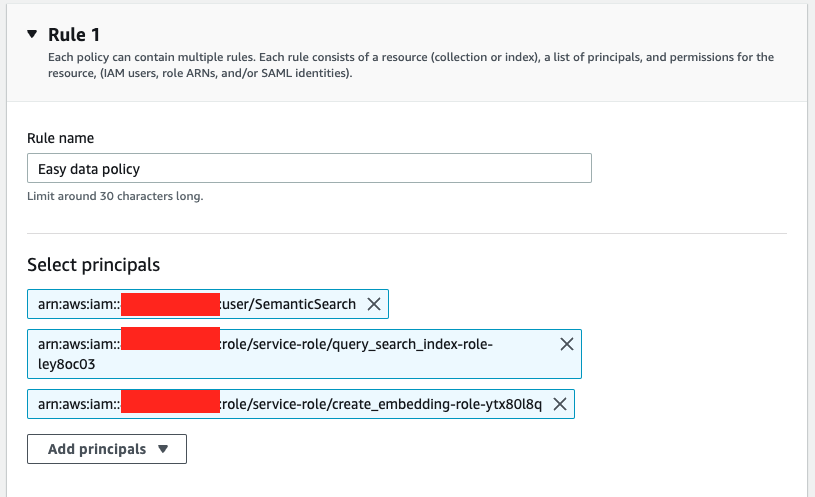 Rule 1
Each policy can contain multiple rules. Each rule consists of a resource (collection or index), a list of principals, and permissions for the
resource, (IAM users, role ARNs, and/or SAML identities).
Rule name
Easy data policy
Limit around 30 characters long.
Select principals
arn:aws:iam:: :user/SemanticSearch
arn:aws:iam:: :role/service-role/query_search_index-role-
ley8oc03
arn:aws:iam:: :role/service-role/create_embedding-role-ytx80l8q
Add principals